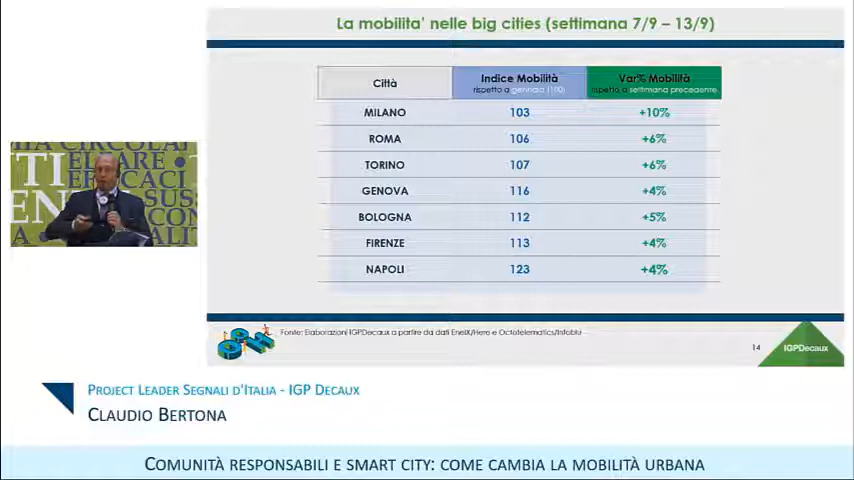 La mobilita' nelle big cities (settimana 7/9 – 13/9)
Città
Indice Mobilità
rispetto a gennaio (100)
Var% Mobilità
rispetto a settimana precedente
MILANO 103 +10%
ROMA 106 +6%
TORINO 107 +6%
GENOVA 116 +4%
BOLOGNA 112 +5%
FIRENZE 113 +4%
NAPOLI 123 +4%
Fonte: Elaborazioni IGPDecaux a partire da dati EnelX/Here e Octotelematics/Infoblu
14
IGPDecaux
PROJECT LEADER SEGNALI D'ITALIA - IGP DECAUX
CLAUDIO BERTONA
COMUNITÀ RESPONSABILI E SMART CITY: COME CAMBIA LA MOBILITÀ URBANA